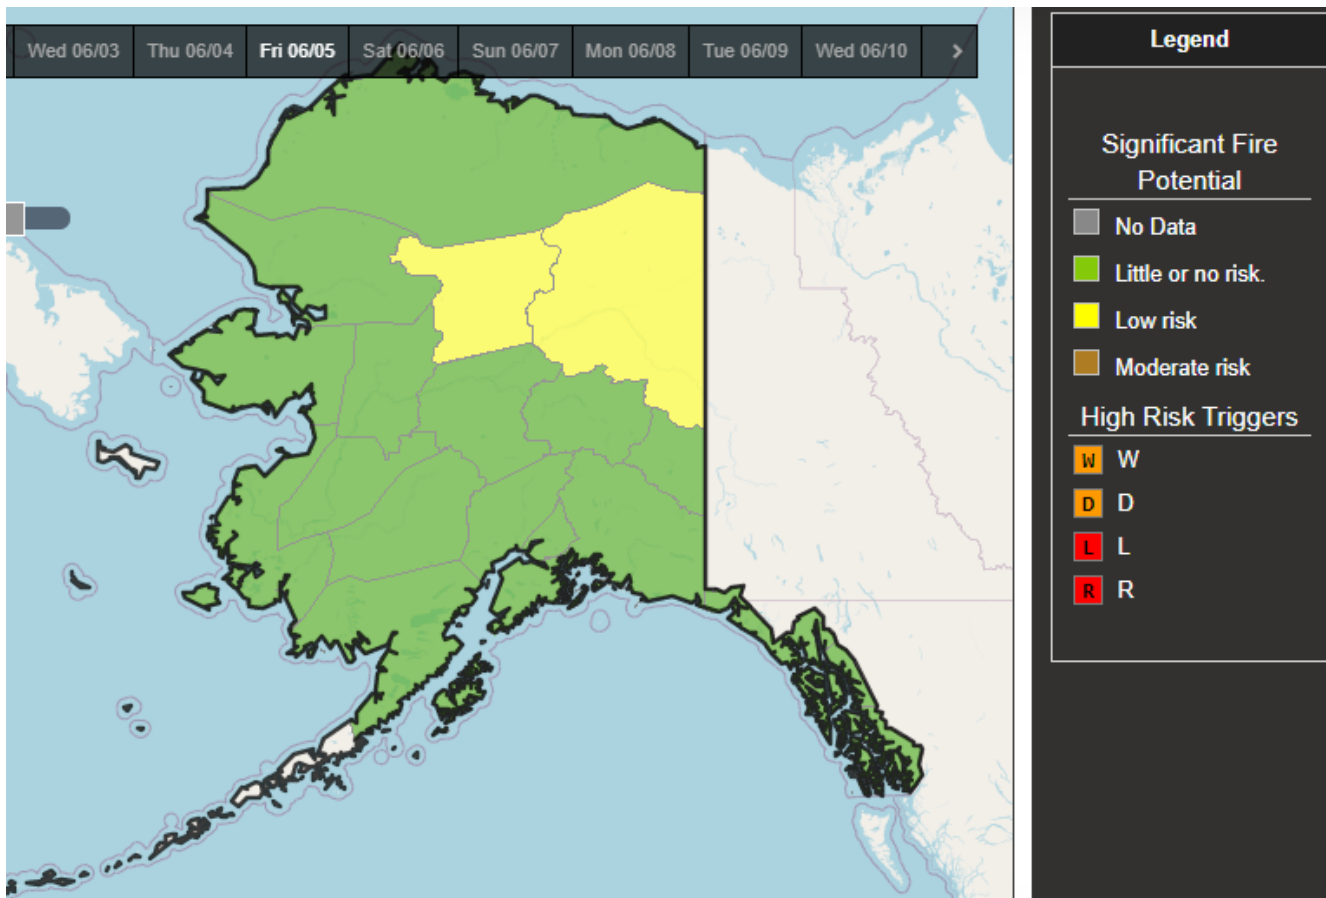 Wed 06/03 Thu 06/04 Fri 06/05 Sat 06/06 Sun 06/07 Mon 06/08 Tue 06/09 Wed 06/10 >
Legend
Significant Fire
Potential
No Data
Little or no risk.
Low risk
Moderate risk
High Risk Triggers
W W
D D
L L
R R